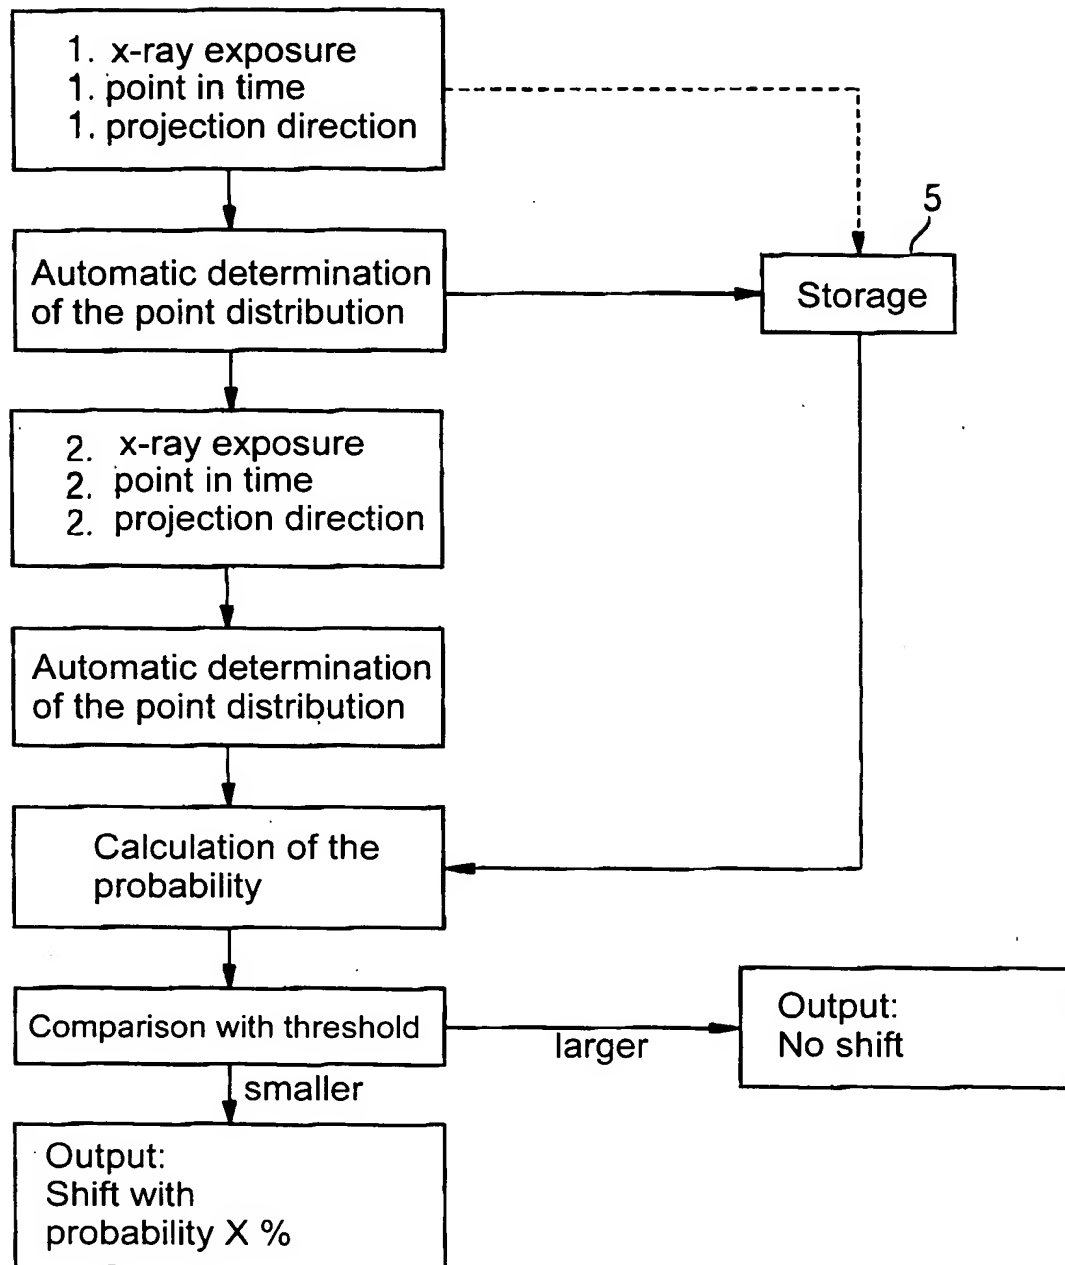 1. x-ray exposure
1. point in time
1. projection direction
5
Automatic determination
of the point distribution
Storage
2. x-ray exposure
2. point in time
2. projection direction
Automatic determination
of the point distribution
Calculation of the
probability
Comparison with threshold
larger
Output:
No shift
smaller
Output:
Shift with
probability X %